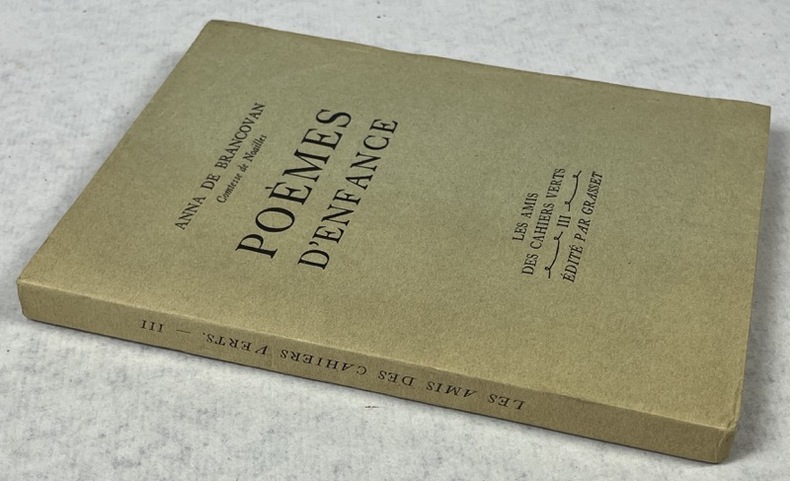 ANNA DE BRANCOVAN
Comtesse de Noailles
POÈMES
D'ENFANCE
LES AMIS
DES CAHIERS VERTS
III
ÉDITÉ PAR GRASSET
LES AMIS DES CAHIERS VERTS. — III